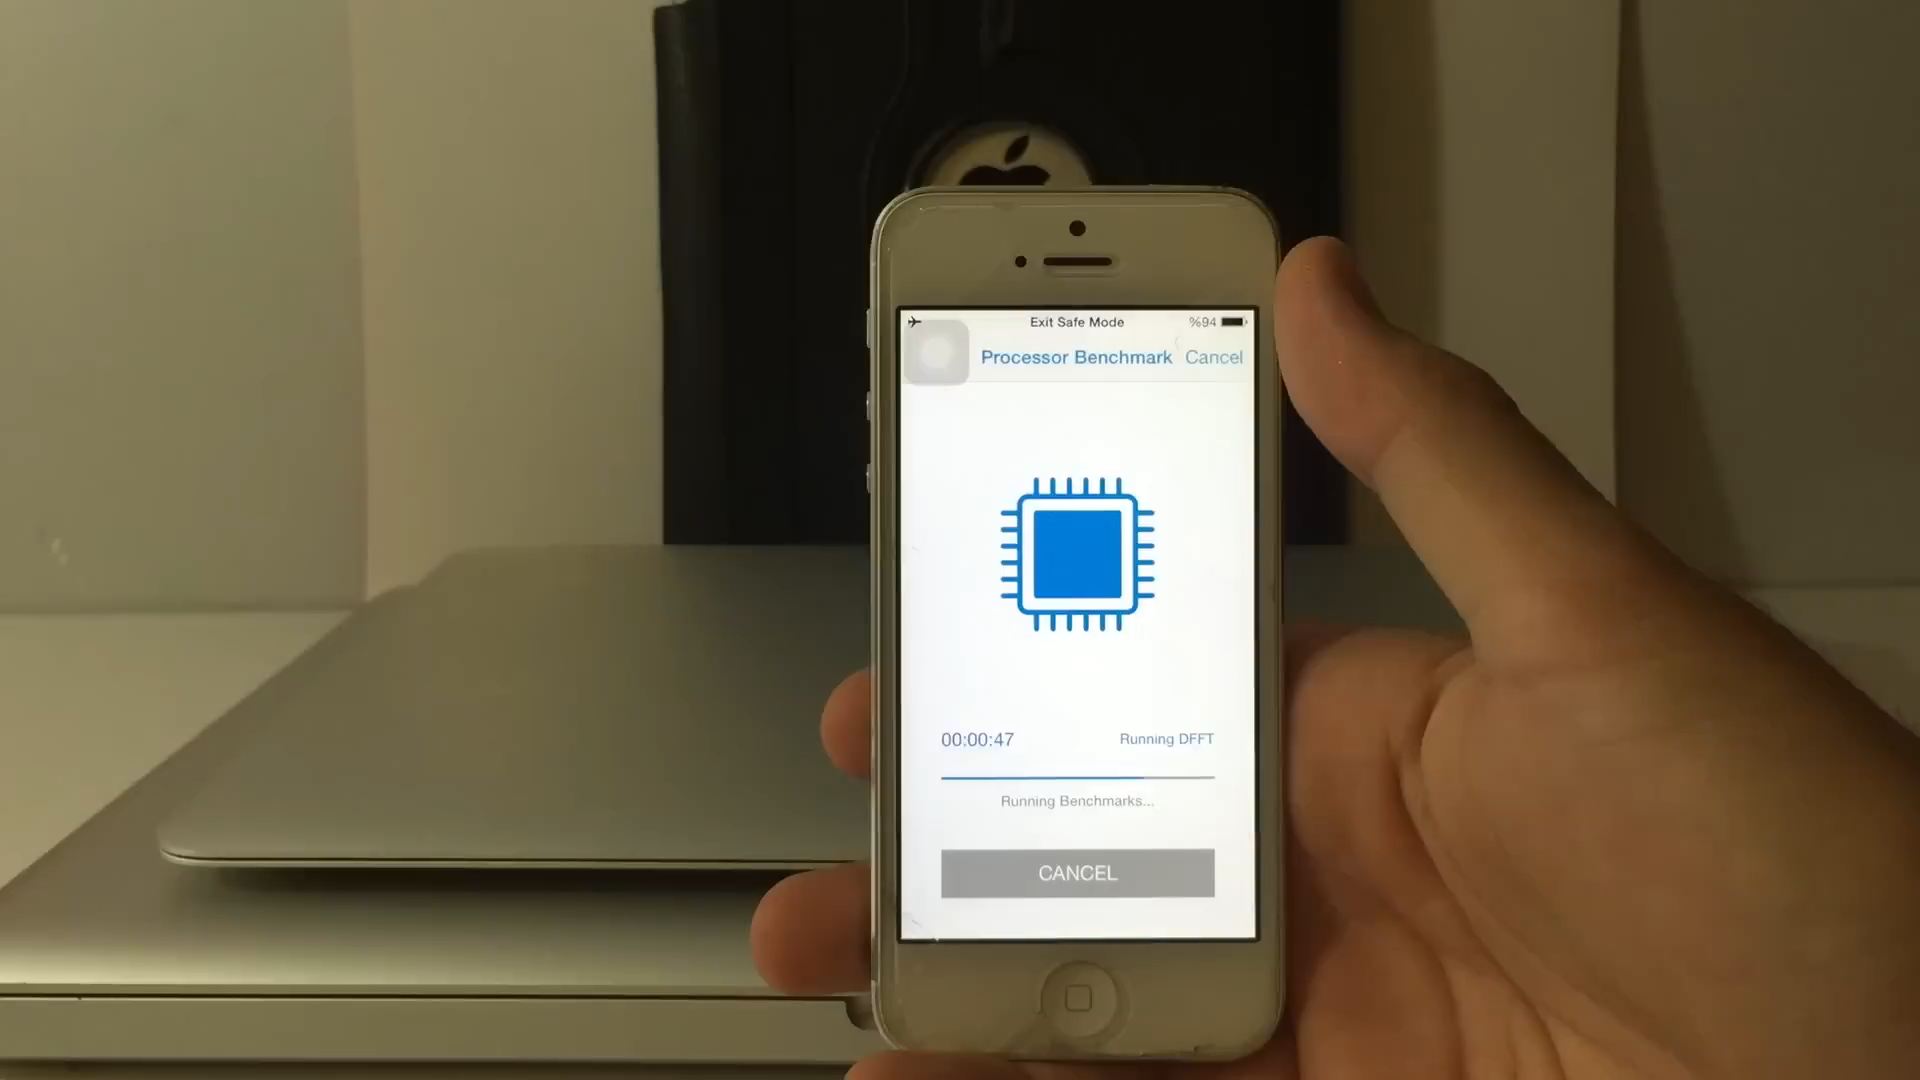 Exit Safe Mode %94
Processor Benchmark Cancel
00:00:47 Running DFFT
Running Benchmarks...
CANCEL